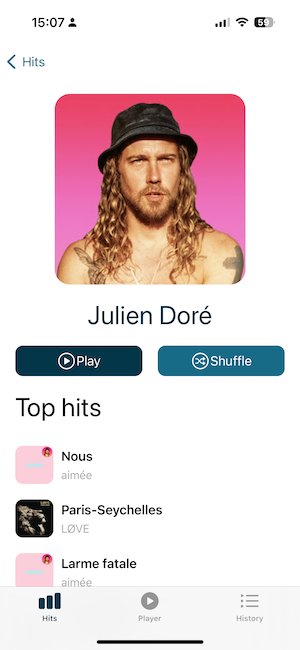 15:07
59
Hits
Julien Doré
Play
Shuffle
Top hits
Nous
aimée
Paris-Seychelles
LØVE
Larme fatale
aimée
Hits
Player
History